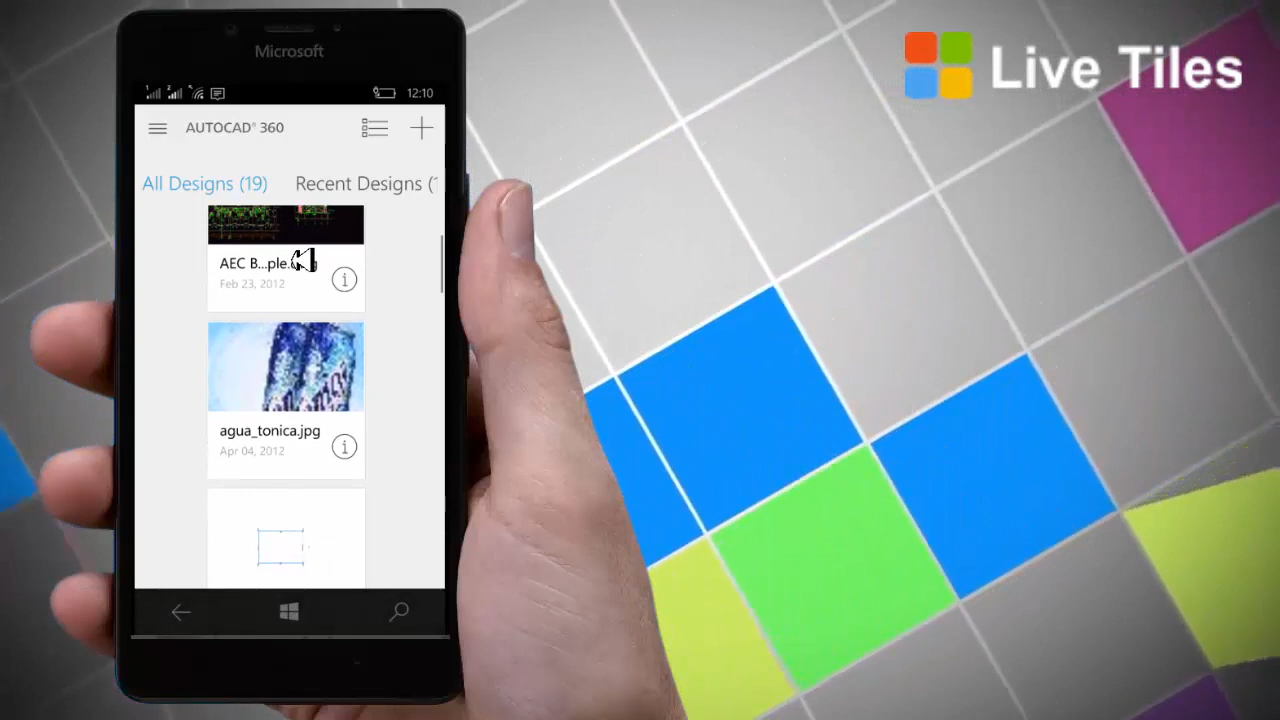 Microsoft
Live Tiles
12:10
AUTOCAD® 360
All Designs (19)
Recent Designs (
AEC B...ple.
Feb 23, 2012
agua_tonica.jpg
Apr 04, 2012